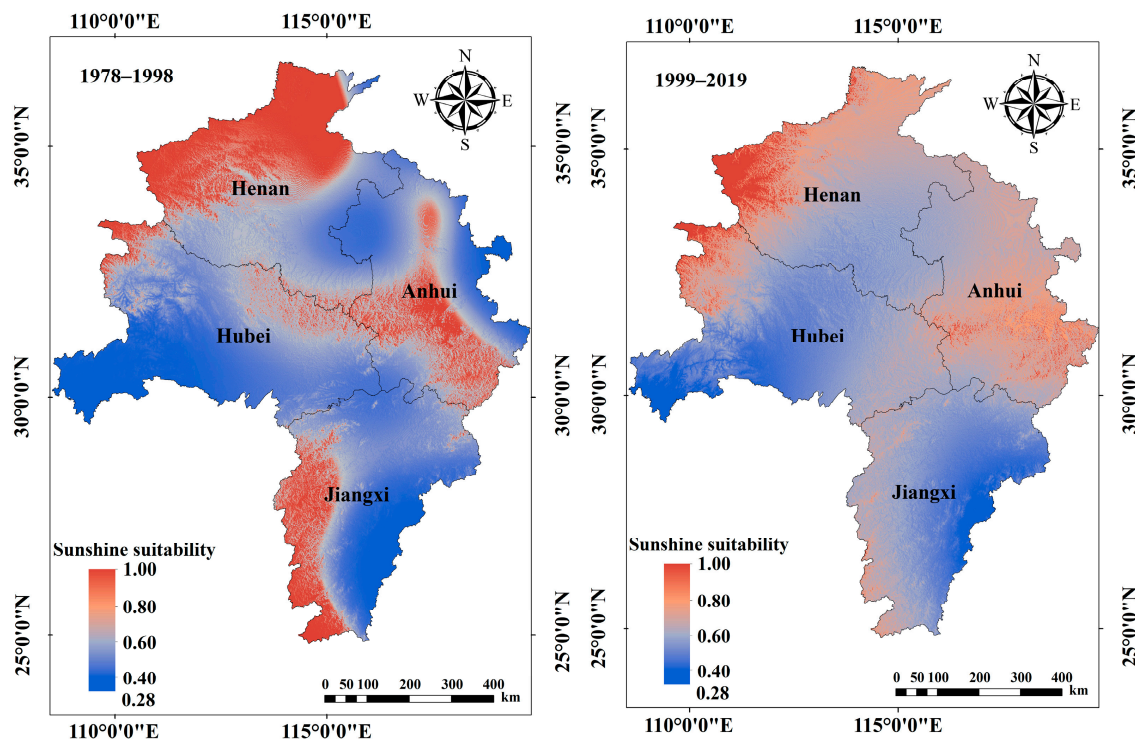 110°0'0"E 115°0'0"E
110°0'0"E 115°0'0"E
1978–1998
N
W E
S
35°0'0"N
35°0'0"N
Henan
Anhui
Hubei
30°0'0"N
30°0'0"N
Jiangxi
Sunshine suitability
1.00
0.80
0.60
0.40
0.28
25°0'0"N
25°0'0"N
0 50 100 200 300 400
km
110°0'0"E 115°0'0"E
1999–2019
N
W E
S
35°0'0"N
35°0'0"N
Henan
Anhui
Hubei
30°0'0"N
30°0'0"N
Jiangxi
Sunshine suitability
1.00
0.80
0.60
0.40
0.28
25°0'0"N
25°0'0"N
0 50 100 200 300 400
km
110°0'0"E 115°0'0"E